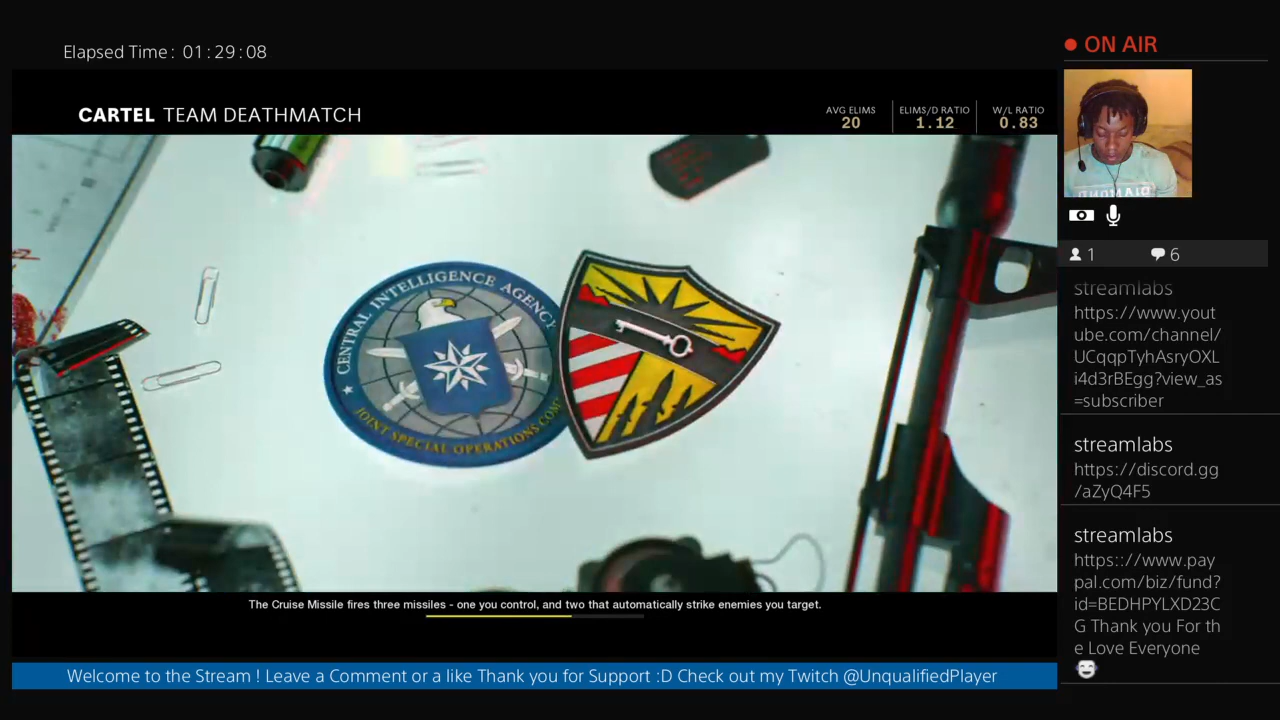 Elapsed Time: 01:29:08
ON AIR
CARTEL TEAM DEATHMATCH
AVG ELIMS
20
ELIMS/D RATIO
1.12
W/L RATIO
0.83
CENTRAL INTELLIGENCE AGENCY
JOINT SPECIAL OPERATIONS COM
The Cruise Missile fires three missiles - one you control, and two that automatically strike enemies you target.
Welcome to the Stream ! Leave a Comment or a like Thank you for Support :D Check out my Twitch @UnqualifiedPlayer
1
6
streamlabs
https://www.yout
ube.com/channel/
UCqqpTyhAsryOXL
i4d3rBEgg?view_as
=subscriber
streamlabs
https://discord.gg
/aZyQ4F5
streamlabs
https:://www.pay
pal.com/biz/fund?
id=BEDHPYLXD23C
G Thank you For th
e Love Everyone